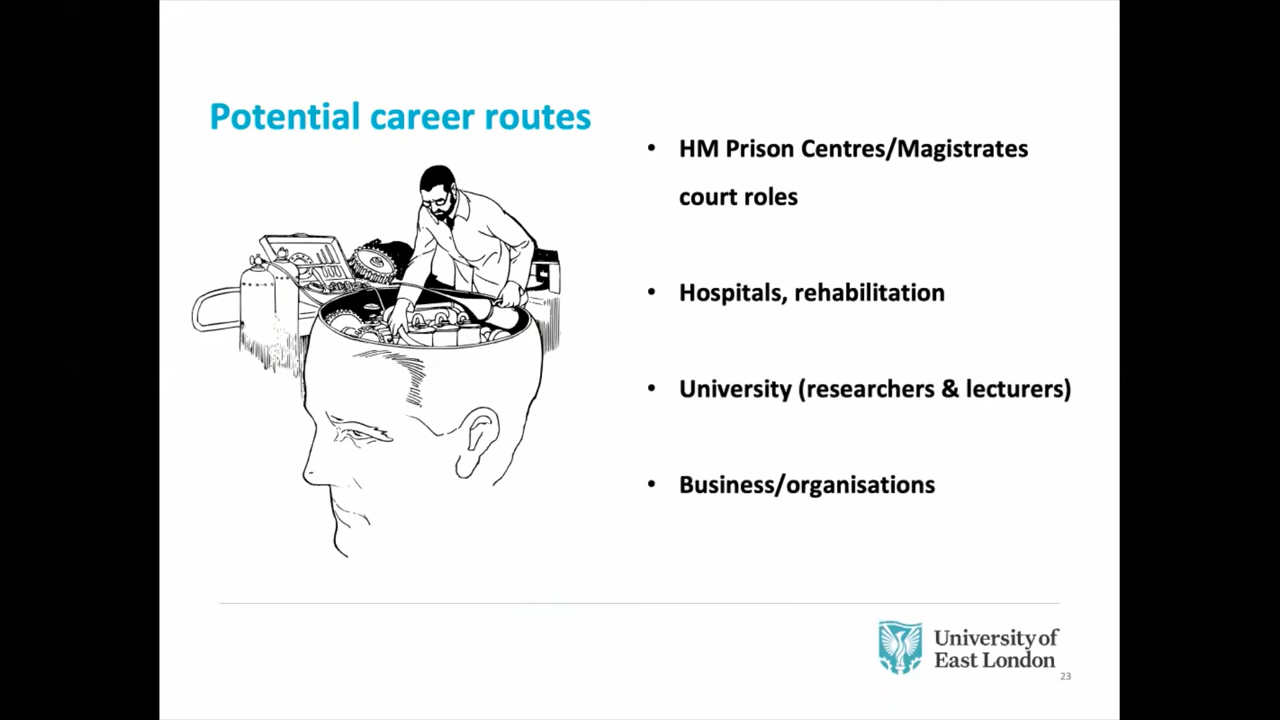 Potential career routes
• HM Prison Centres/Magistrates
court roles
• Hospitals, rehabilitation
• University (researchers & lecturers)
• Business/organisations
University of
East London
23